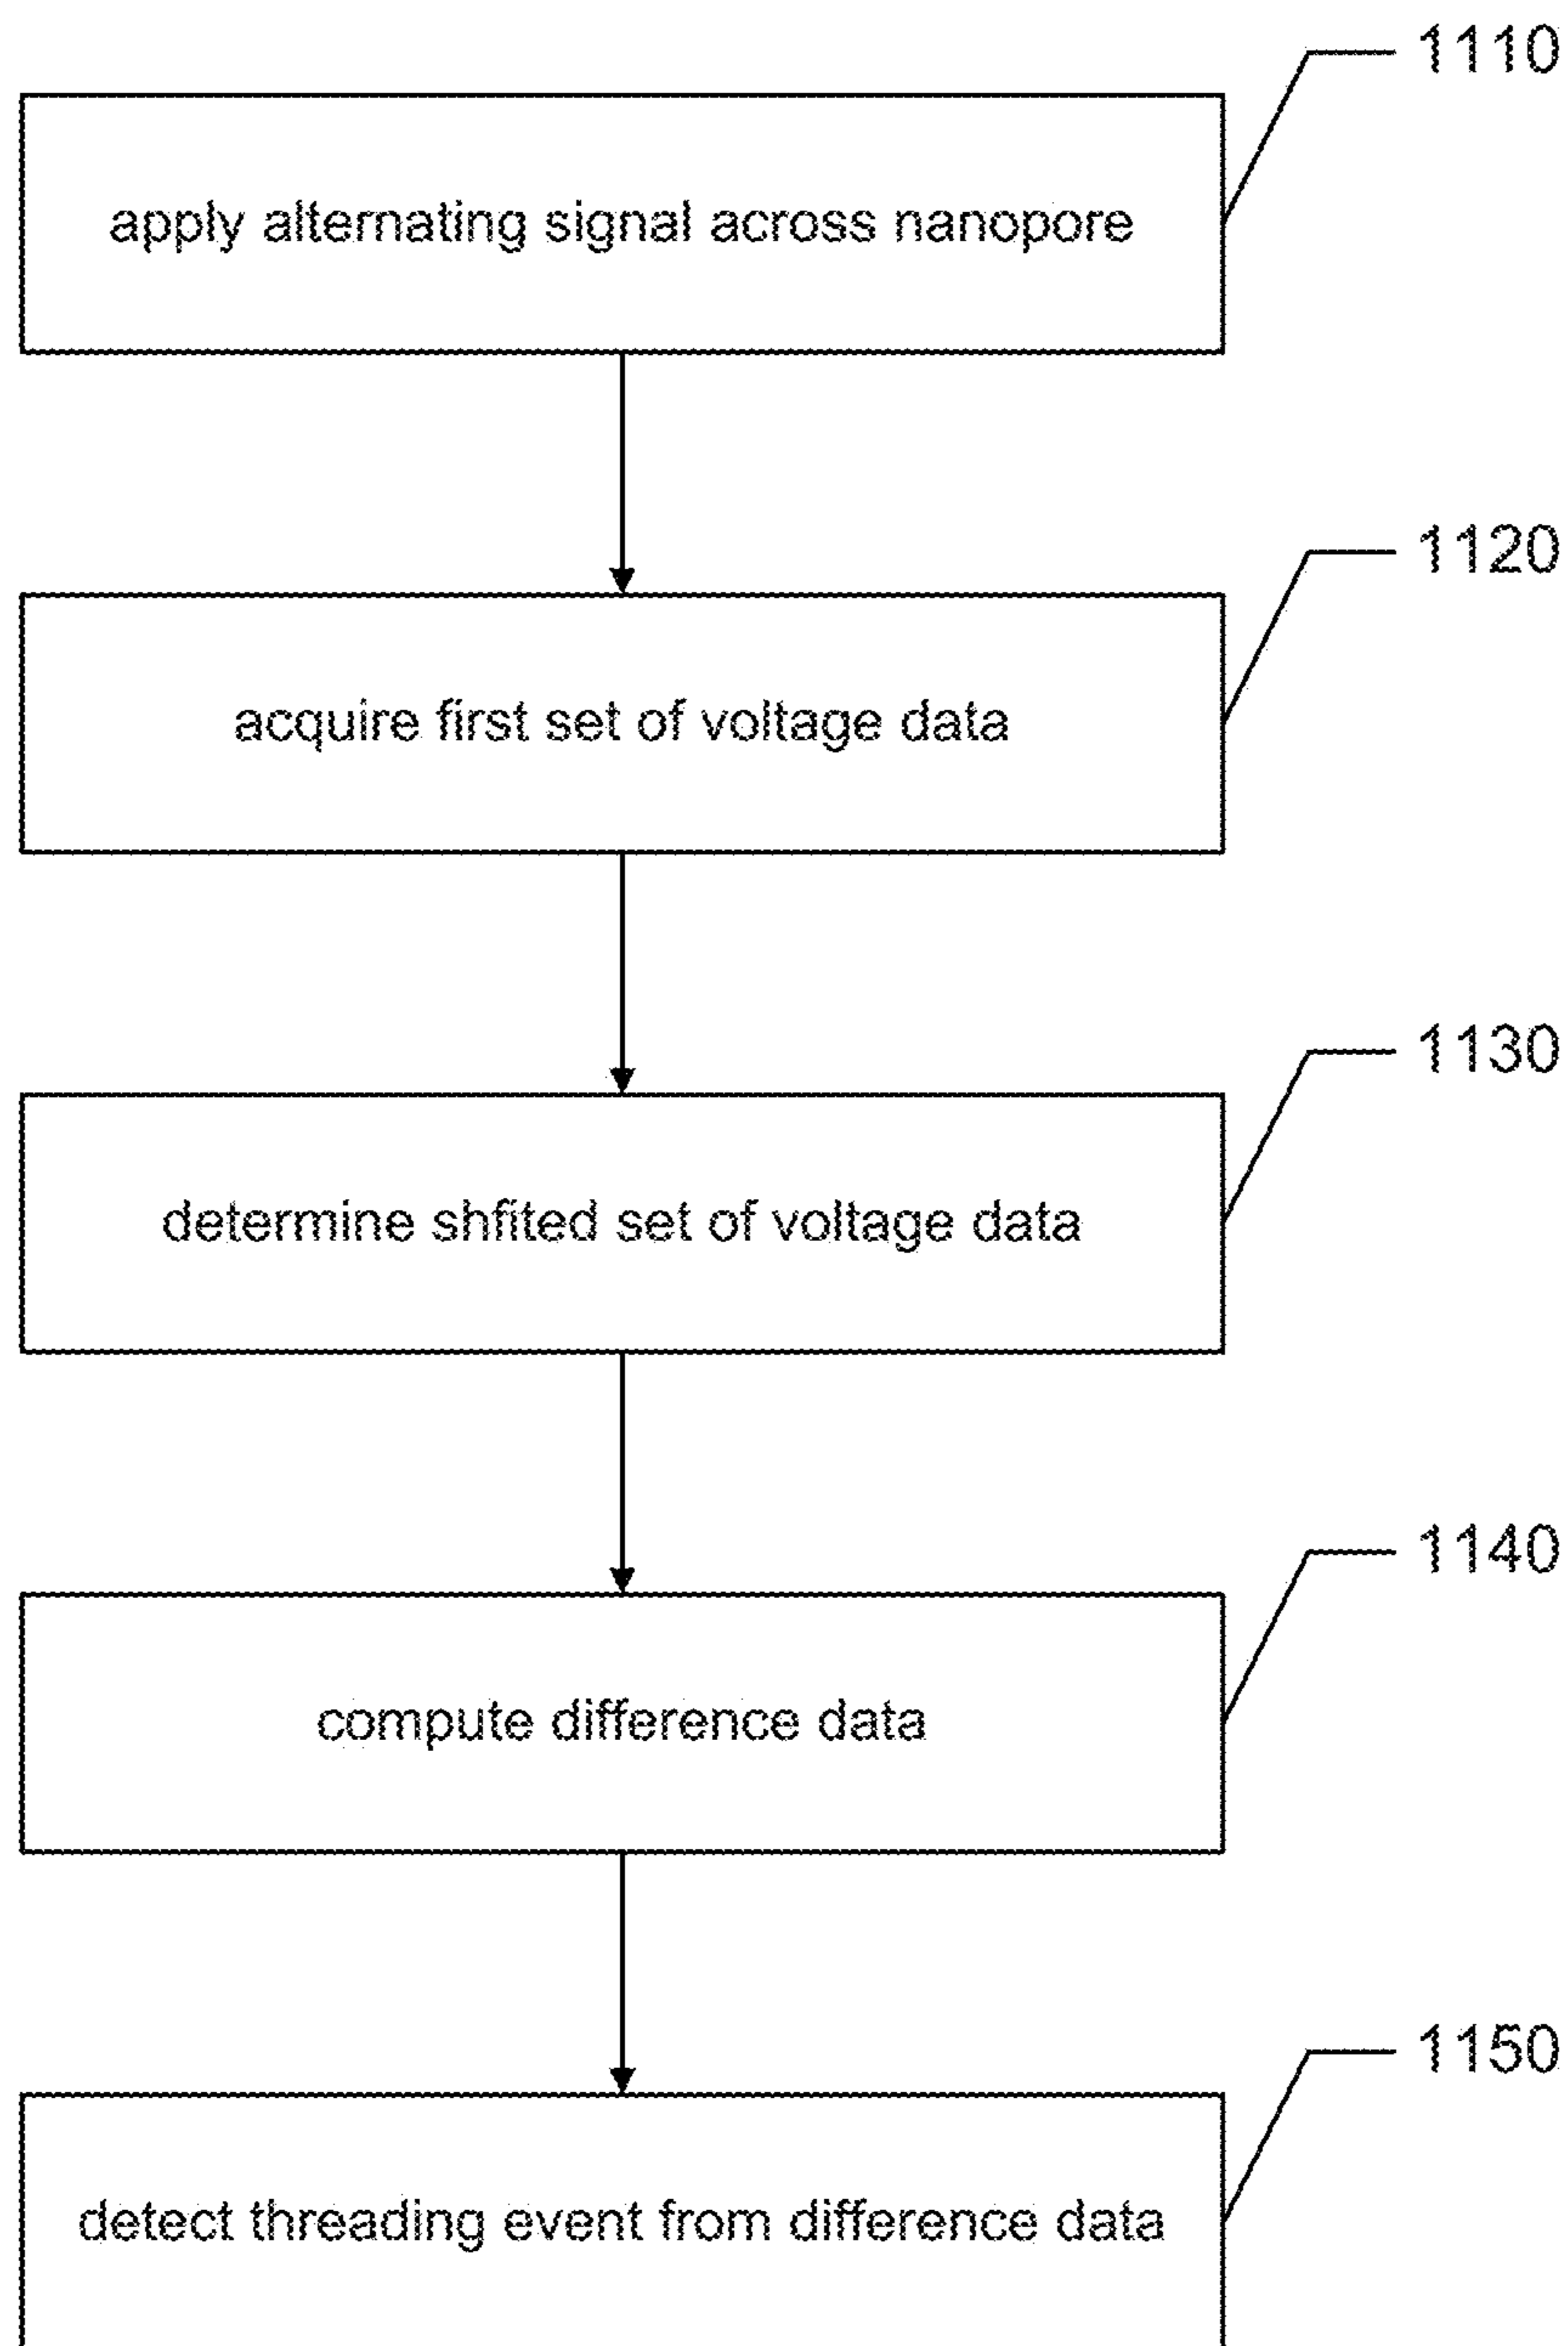 1110
apply alternating signal across nanopore
1120
acquire first set of voltage data
1130
determine shfited set of voltage data
1140
compute difference data
1150
detect threading event from difference data